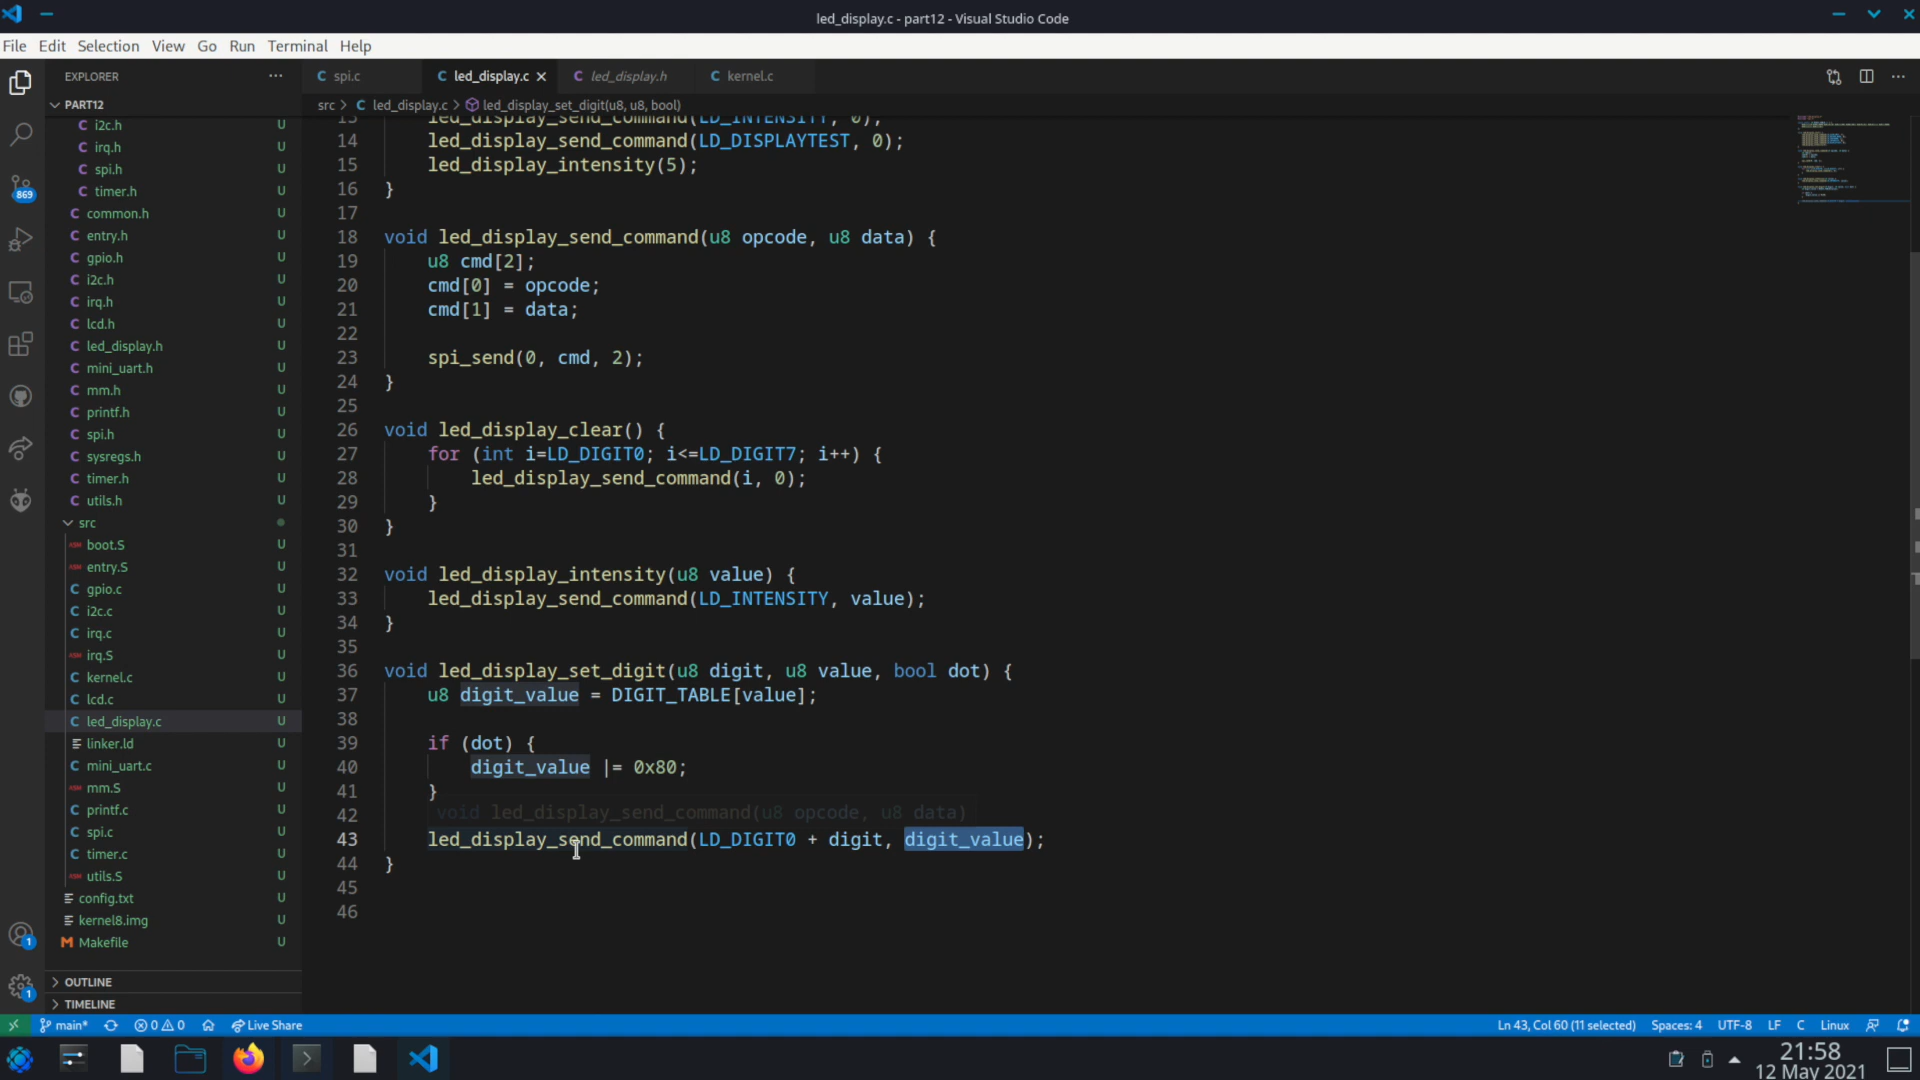 led_display.c - part12 - Visual Studio Code
File Edit Selection View Go Run Terminal Help
EXPLORER
spi.c
led_display.c
led_display.h
kernel.c
PART12
src > led_display.c > led_display_set_digit(u8, u8, bool)
i2c.h U
irq.h U
spi.h U
timer.h U
common.h U
entry.h U
gpio.h U
i2c.h U
irq.h U
lcd.h U
led_display.h U
mini_uart.h U
mm.h U
printf.h U
spi.h U
sysregs.h U
timer.h U
utils.h U
src
boot.S U
entry.S U
gpio.c U
i2c.c U
irq.c U
irq.S U
kernel.c U
lcd.c U
led_display.c U
linker.ld U
mini_uart.c U
mm.S U
printf.c U
spi.c U
timer.c U
utils.S U
config.txt U
kernel8.img U
Makefile U
OUTLINE
TIMELINE
869
1
1
13 led_display_send_command(LD_INTENSITY, 0);
14 led_display_send_command(LD_DISPLAYTEST, 0);
15 led_display_intensity(5);
16 }
17
18 void led_display_send_command(u8 opcode, u8 data) {
19 u8 cmd[2];
20 cmd[0] = opcode;
21 cmd[1] = data;
22
23 spi_send(0, cmd, 2);
24 }
25
26 void led_display_clear() {
27 for (int i=LD_DIGIT0; i<=LD_DIGIT7; i++) {
28 led_display_send_command(i, 0);
29 }
30 }
31
32 void led_display_intensity(u8 value) {
33 led_display_send_command(LD_INTENSITY, value);
34 }
35
36 void led_display_set_digit(u8 digit, u8 value, bool dot) {
37 u8 digit_value = DIGIT_TABLE[value];
38
39 if (dot) {
40 digit_value |= 0x80;
41 }
42 void led_display_send_command(u8 opcode, u8 data)
43 led_display_send_command(LD_DIGIT0 + digit, digit_value);
44 }
45
46
main* 0 0 Live Share
Ln 43, Col 60 (11 selected) Spaces: 4 UTF-8 LF C Linux
21:58
12 May 2021